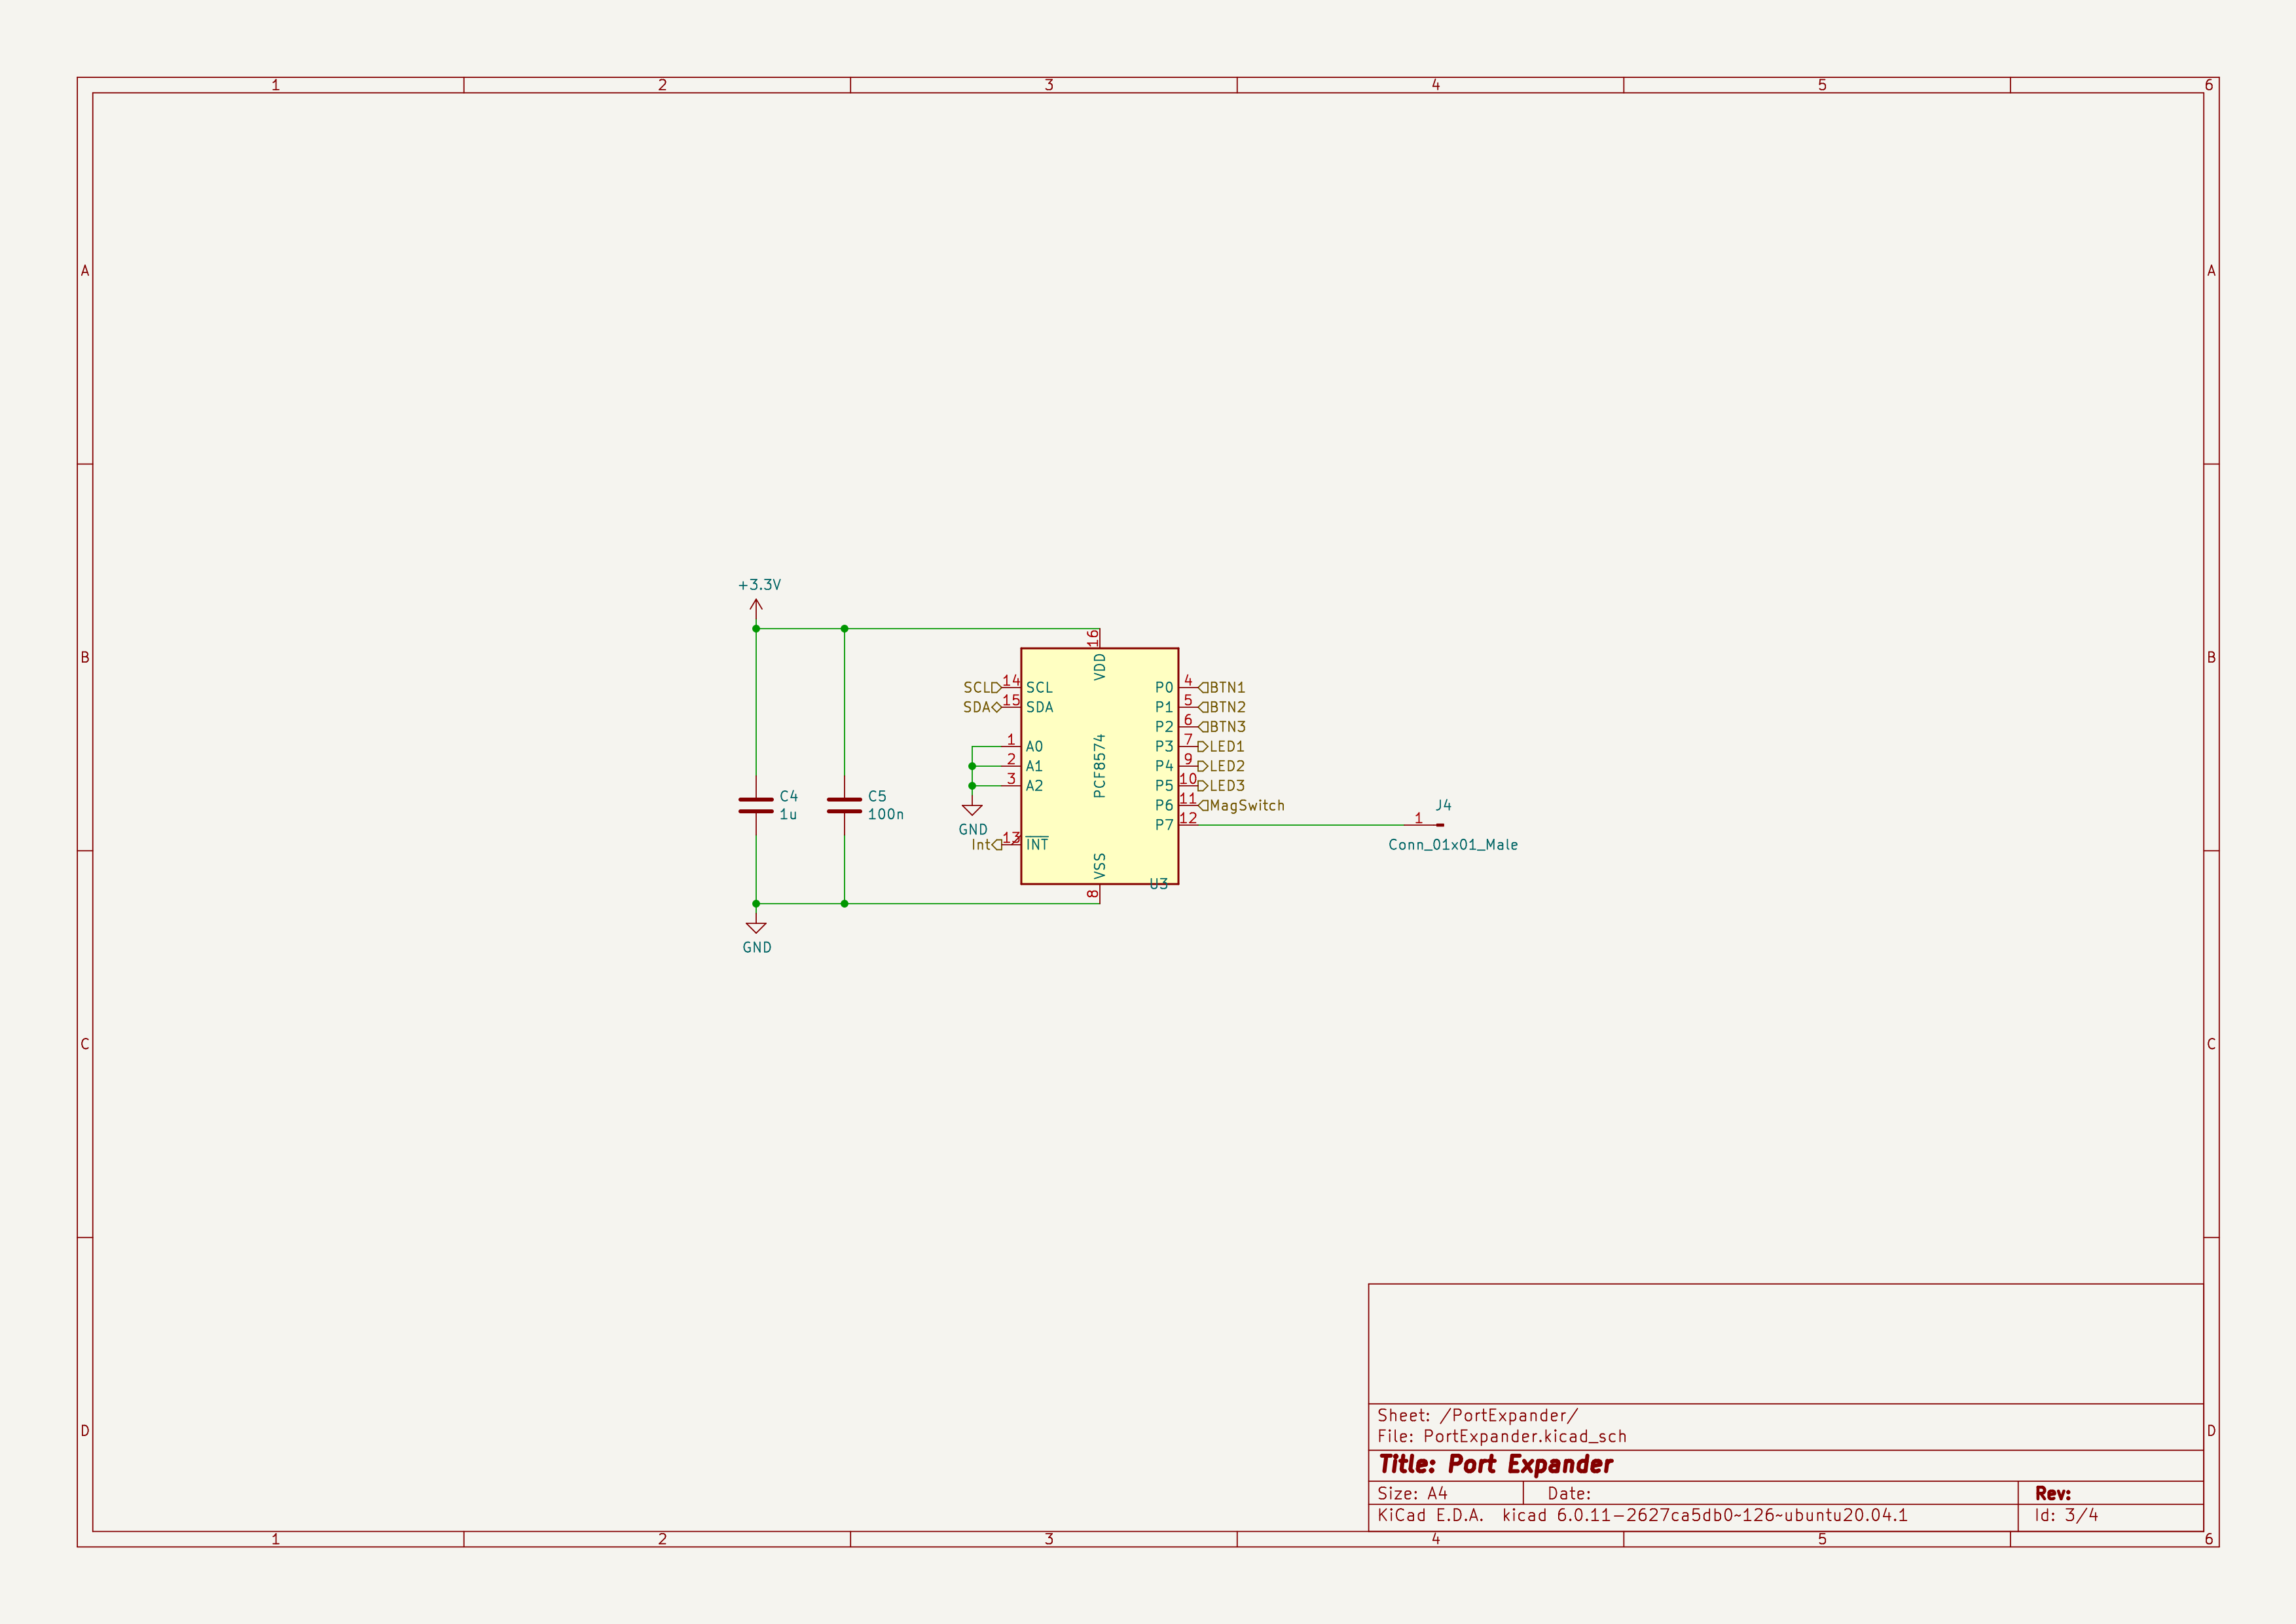 1 2 3 4 5 6
A A
+3.3V
B B
16
VDD
SCL 14 SCL P0 4 BTN1
SDA 15 SDA P1 5 BTN2
P2 6 BTN3
1 A0 P3 7 LED1
2 A1 P4 9 LED2
3 A2 P5 10 LED3
PCF8574
C4 C5 P6 11 MagSwitch J4
1u 100n
GND P7 12 1
Int 13 INT Conn_01x01_Male
VSS
U3
8
GND
C C
Sheet: /PortExpander/
D D
File: PortExpander.kicad_sch
Title: Port Expander
Size: A4 Date: Rev:
KiCad E.D.A. kicad 6.0.11-2627ca5db0~126~ubuntu20.04.1 Id: 3/4
1 2 3 4 5 6